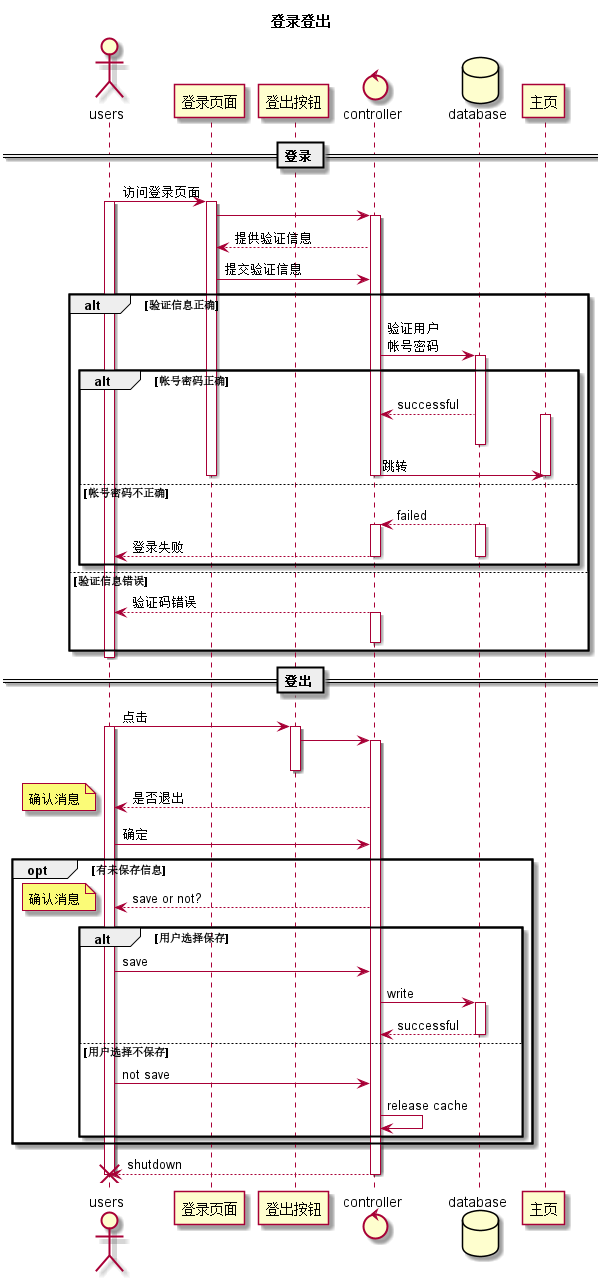 登录登出
users
登录页面
登出按钮
controller
database
主页
登录
访问登录页面
提供验证信息
提交验证信息
alt
[验证信息正确]
验证用户
帐号密码
alt
[帐号密码正确]
successful
跳转
[帐号密码不正确]
failed
登录失败
[验证信息错误]
验证码错误
登出
点击
确认消息
是否退出
确定
opt
[有未保存信息]
确认消息
save or not?
alt
[用户选择保存]
save
write
successful
[用户选择不保存]
not save
release cache
shutdown
users
登录页面
登出按钮
controller
database
主页